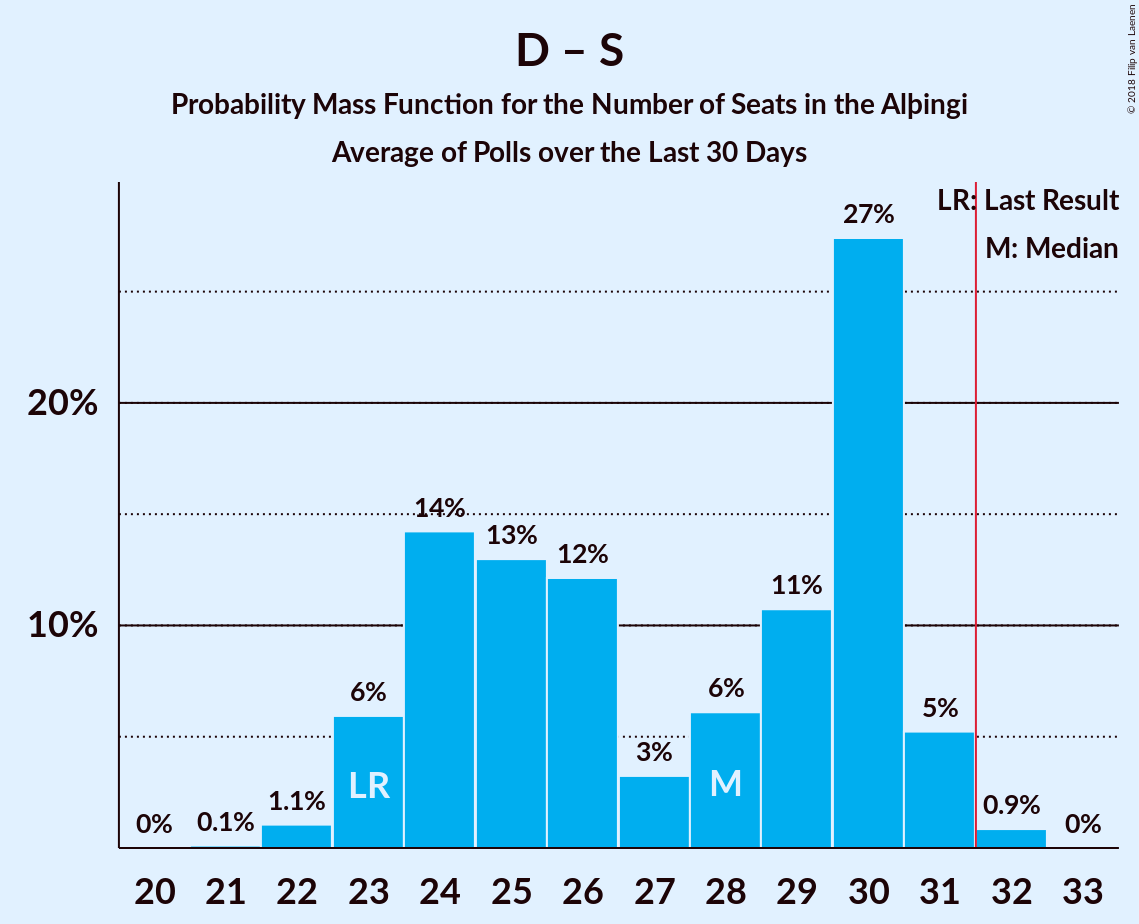 D – S
Probability Mass Function for the Number of Seats in the Alþingi
Average of Polls over the Last 30 Days
© 2018 Filip van Laenen
LR: Last Result
M: Median
20%
10%
0%
0.1%
1.1%
6%
14%
13%
12%
3%
6%
11%
27%
5%
0.9%
0%
LR
M
20 21 22 23 24 25 26 27 28 29 30 31 32 33